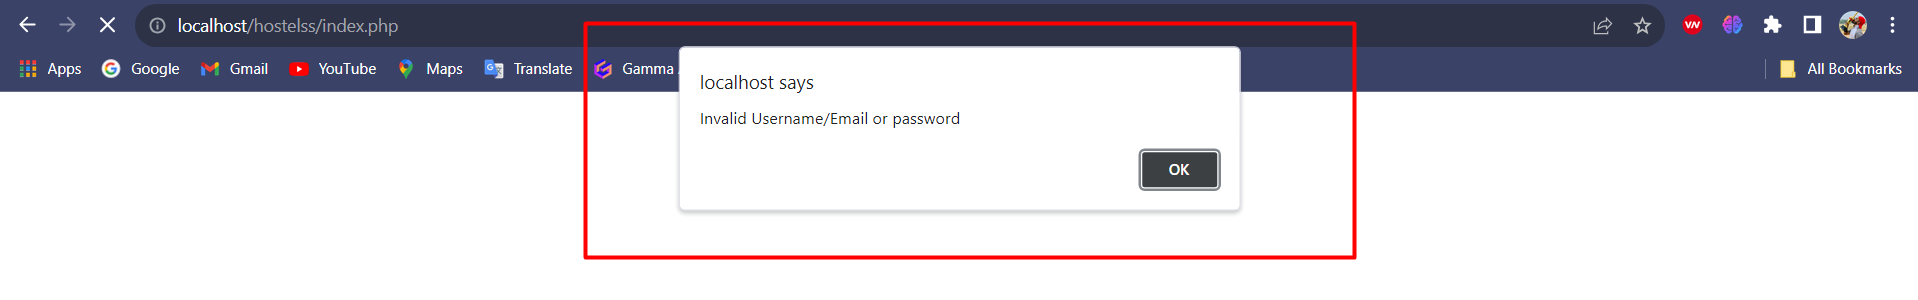 localhost/hostelss/index.php
Apps Google Gmail YouTube Maps Translate Gamma All Bookmarks
localhost says
Invalid Username/Email or password
OK